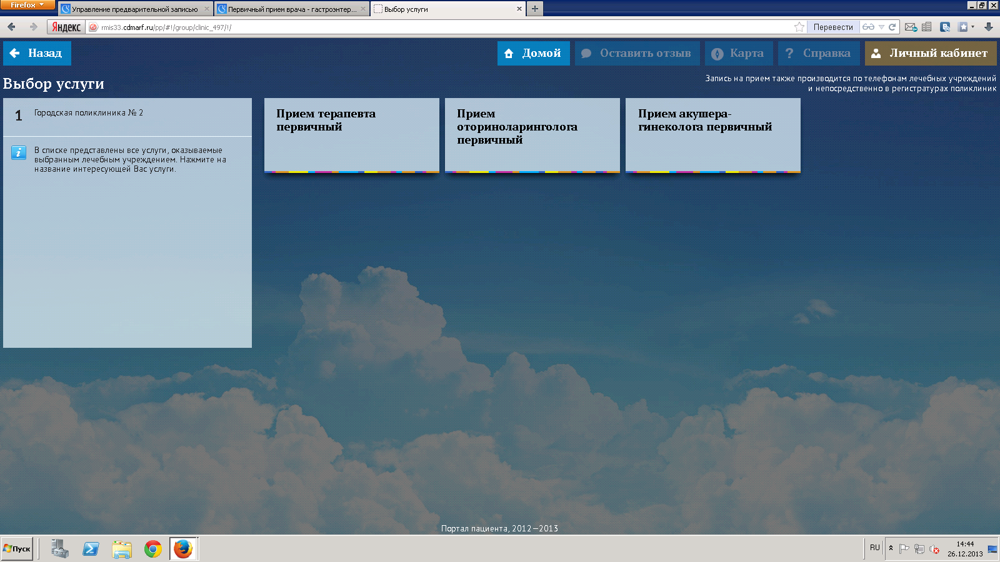 Firefox
Управление предварительной записью
Первичный прием врача - гастроэнтер...
Выбор услуги
Яндекс
rmis33.cdmarf.ru/pp/#!/group/clinic_497/!/
Перевести
Назад
Домой
Оставить отзыв
Карта
Справка
Личный кабинет
Выбор услуги
Запись на прием также производится по телефонам лечебных учреждений
и непосредственно в регистратурах поликлиник
1 Городская поликлиника № 2
В списке представлены все услуги, оказываемые
выбранным лечебным учреждением. Нажмите на
название интересующей Вас услуги.
Прием терапевта
первичный
Прием
оториноларинголога
первичный
Прием акушера-
гинеколога первичный
Портал пациента, 2012—2013
Пуск
RU
14:44
26.12.2013